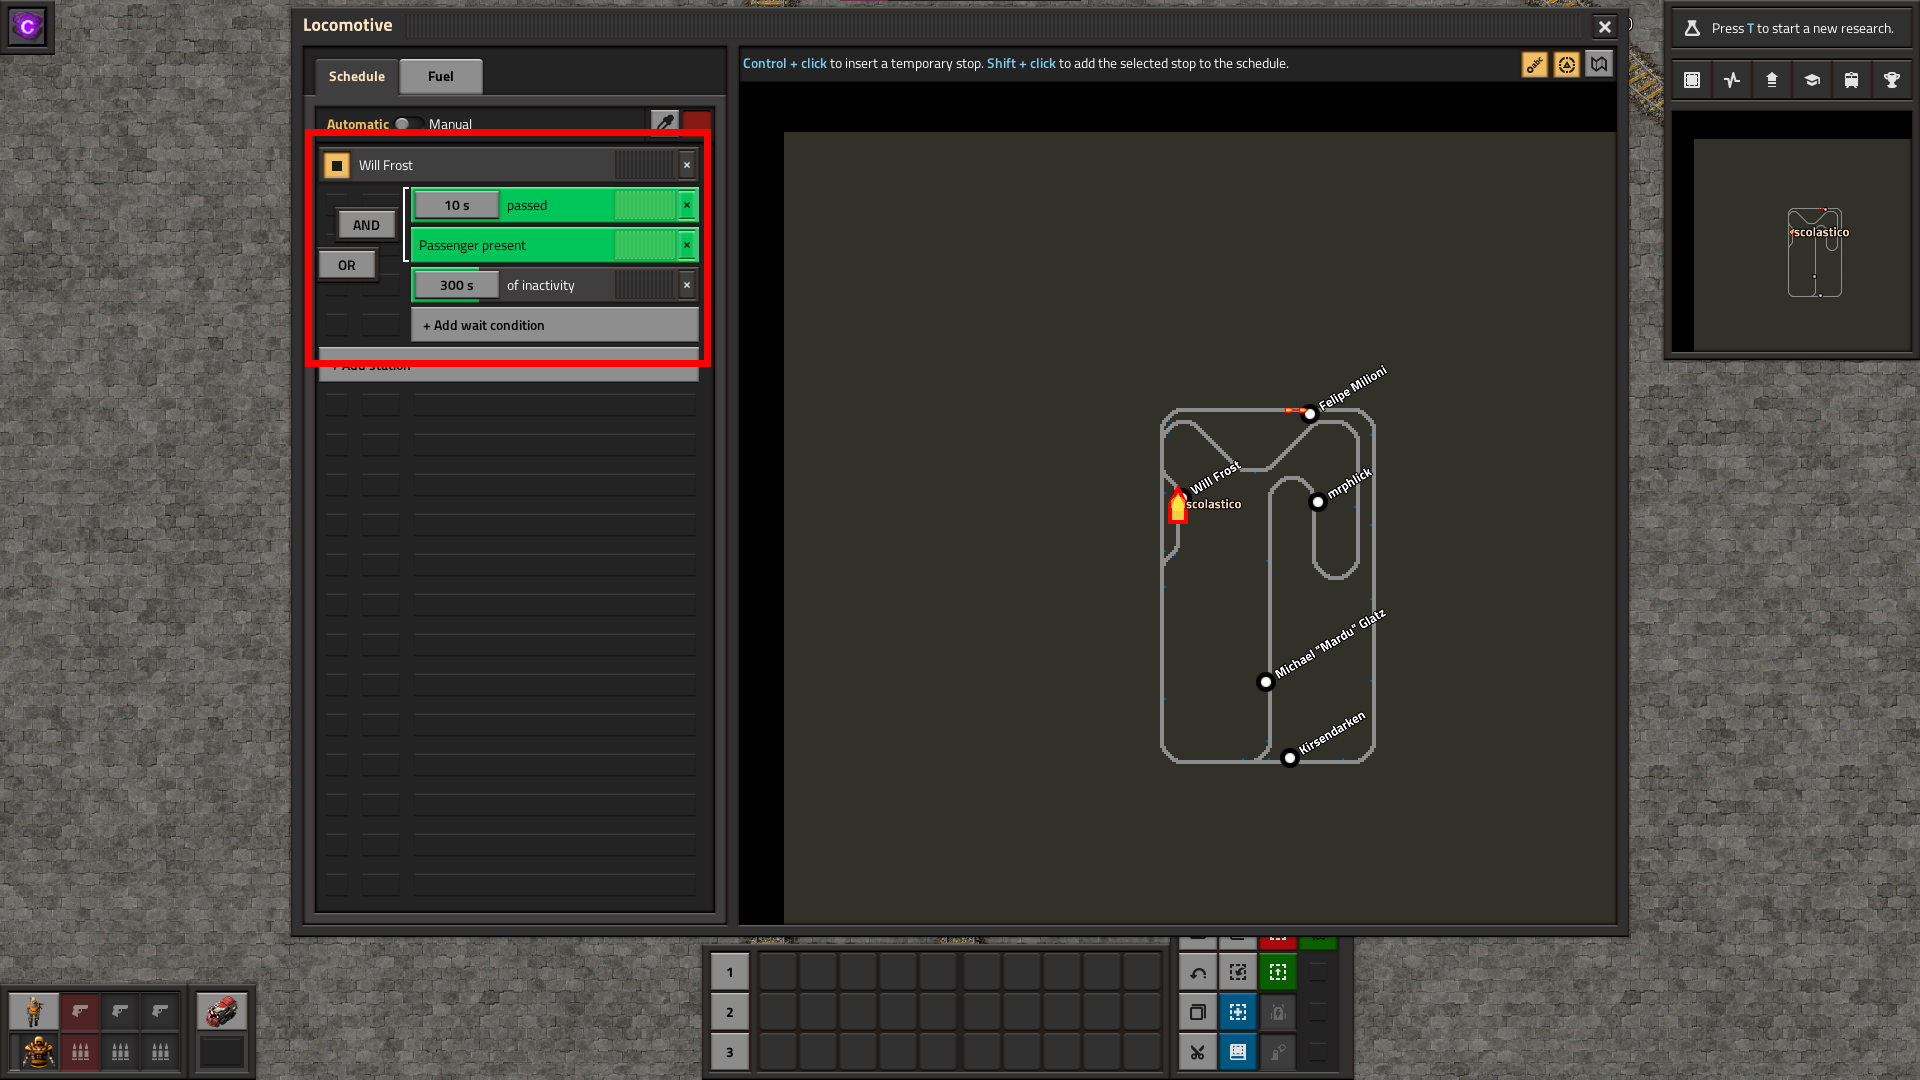 Locomotive
Schedule
Fuel
Automatic
Manual
Will Frost
10 s
passed
AND
Passenger present
OR
300 s
of inactivity
+ Add wait condition
+ Add station
Control + click to insert a temporary stop. Shift + click to add the selected stop to the schedule.
Felipe Milioni
Will Frost
scolastico
mrphlick
Michael "Mardu" Glatz
Kirsendarken
Press T to start a new research.
scolastico
C
1
2
3